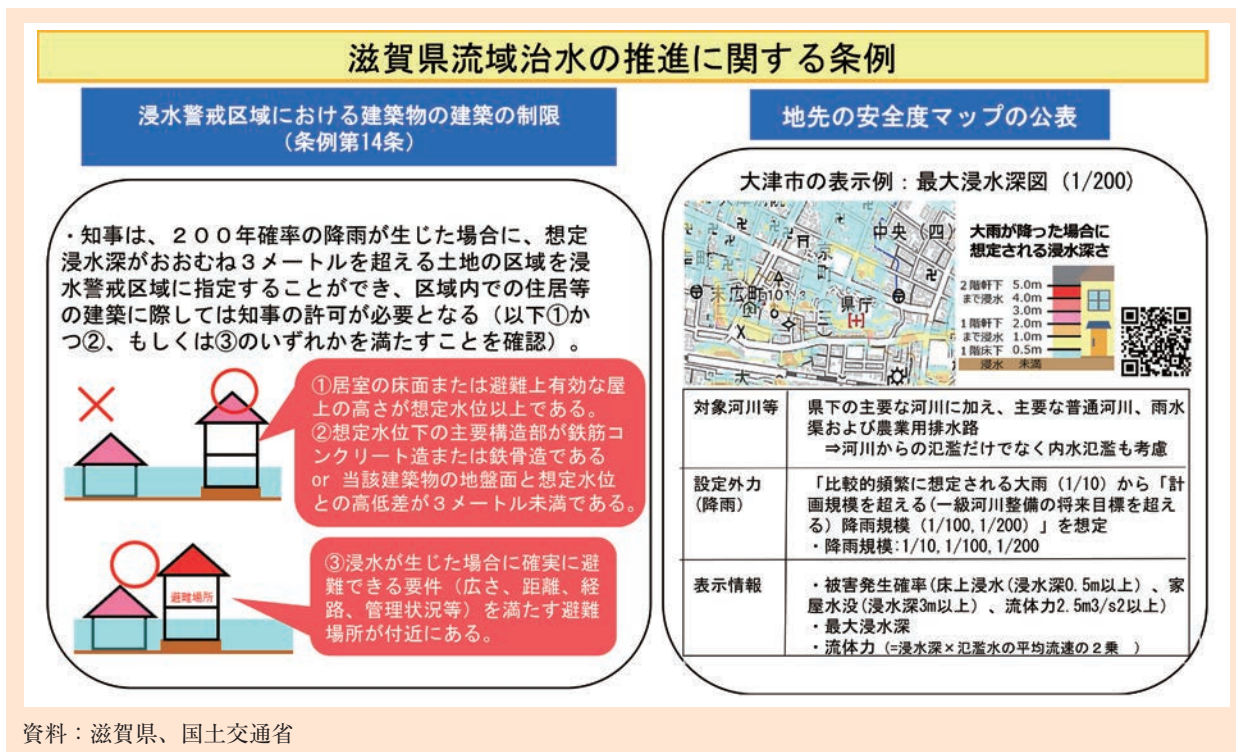 滋賀県流域治水の推進に関する条例
浸水警戒区域における建築物の建築の制限
（条例第14条）
・知事は、２００年確率の降雨が生じた場合に、想定
浸水深がおおむね３メートルを超える土地の区域を浸
水警戒区域に指定することができ、区域内での住居等
の建築に際しては知事の許可が必要となる（以下①か
つ②、もしくは③のいずれかを満たすことを確認）。
①居室の床面または避難上有効な屋
上の高さが想定水位以上である。
②想定水位下の主要構造部が鉄筋コ
ンクリート造または鉄骨造である
or 当該建築物の地盤面と想定水位
との高低差が３メートル未満である。
避難場所
③浸水が生じた場合に確実に避
難できる要件（広さ、距離、経
路、管理状況等）を満たす避難
場所が付近にある。
地先の安全度マップの公表
大津市の表示例：最大浸水深図（1/200）
中央（四）
京町
末広町
101.3
県庁
大
大雨が降った場合に
想定される浸水深さ
２階軒下 5.0m
まで浸水 4.0m
3.0m
１階軒下 2.0m
まで浸水 1.0m
１階床下 0.5m
浸水 未満
対象河川等
県下の主要な河川に加え、主要な普通河川、雨水
渠および農業用排水路
⇒河川からの氾濫だけでなく内水氾濫も考慮
設定外力
(降雨)
「比較的頻繁に想定される大雨（1/10）から「計
画規模を超える(一級河川整備の将来目標を超え
る）降雨規模（1/100,1/200）」を想定
・降雨規模:1/10,1/100,1/200
表示情報
・被害発生確率(床上浸水(浸水深0.5m以上）、家
屋水没(浸水深3m以上）、流体力2.5m3/s2以上）
・最大浸水深
・流体力（=浸水深×氾濫水の平均流速の２乗 ）
資料：滋賀県、国土交通省